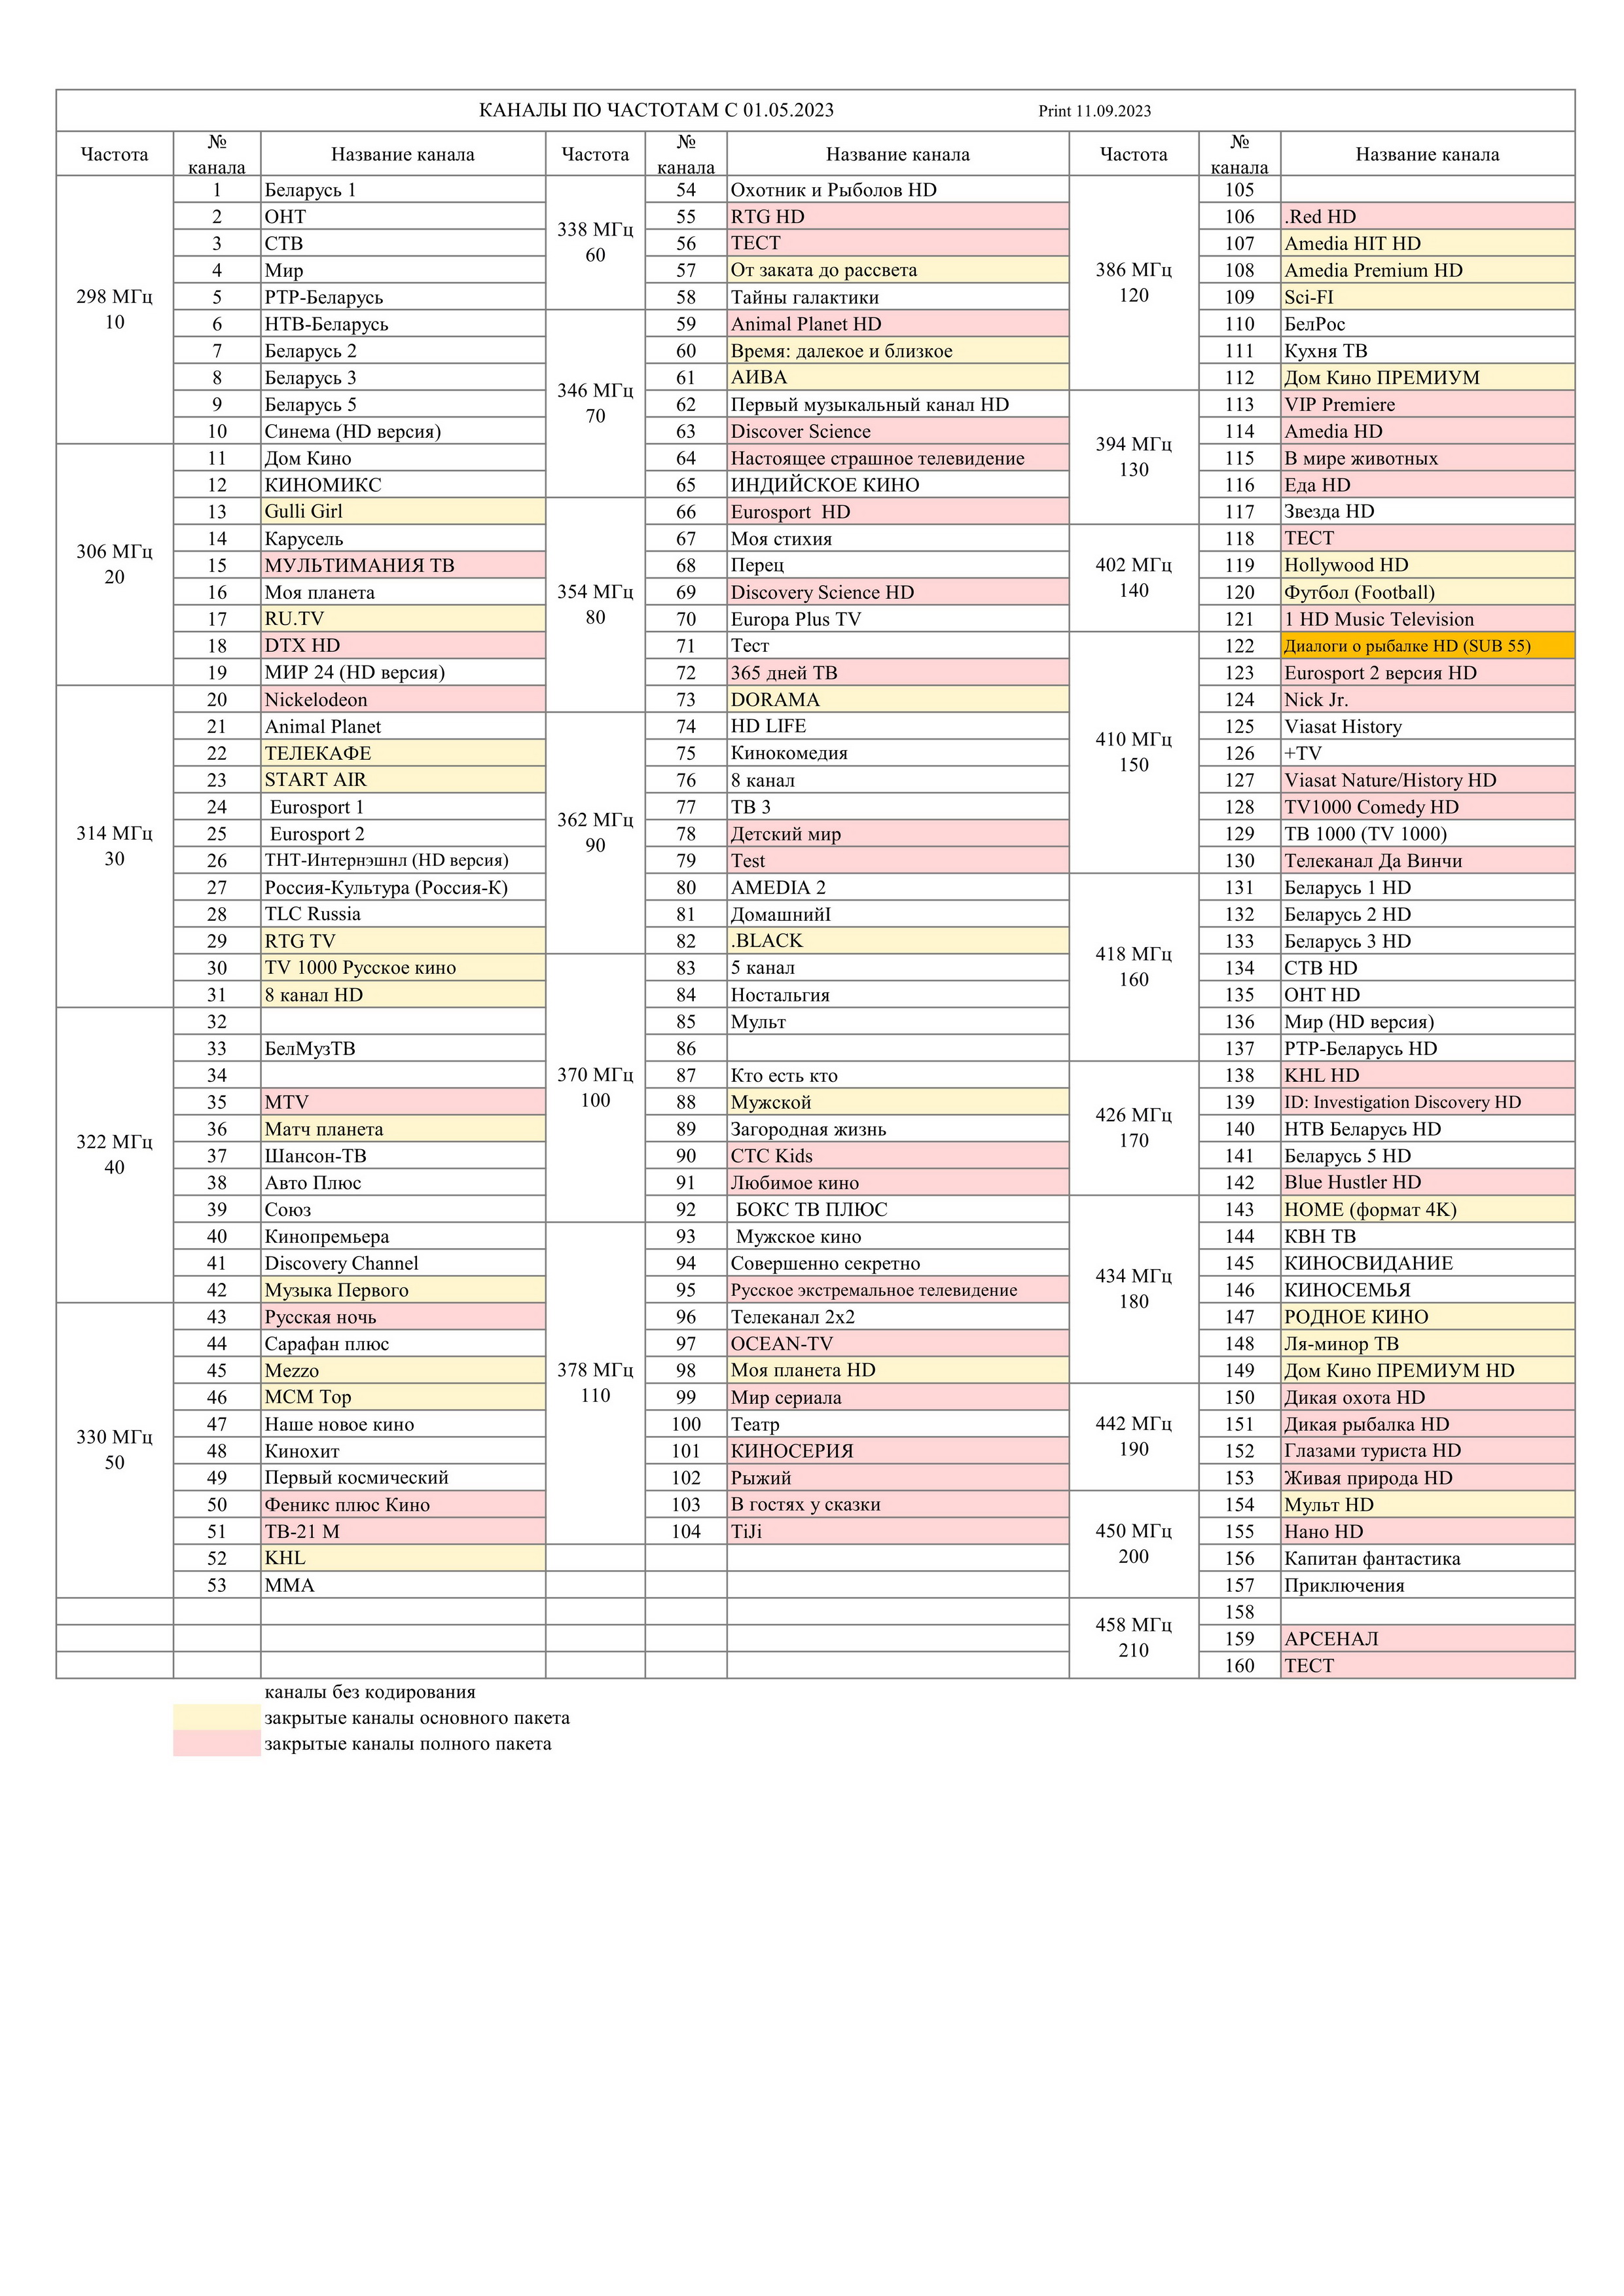 КАНАЛЫ ПО ЧАСТОТАМ С 01.05.2023 Print 11.09.2023
Частота № канала Название канала Частота № канала Название канала Частота № канала Название канала
298 МГц 10
1 Беларусь 1
2 ОНТ
3 СТВ
4 Мир
5 РТР-Беларусь
6 НТВ-Беларусь
7 Беларусь 2
8 Беларусь 3
9 Беларусь 5
10 Синема (HD версия)
306 МГц 20
11 Дом Кино
12 КИНОМИКС
13 Gulli Girl
14 Карусель
15 МУЛЬТИМАНИЯ ТВ
16 Моя планета
17 RU.TV
18 DTX HD
19 МИР 24 (HD версия)
314 МГц 30
20 Nickelodeon
21 Animal Planet
22 ТЕЛЕКАФЕ
23 START AIR
24 Eurosport 1
25 Eurosport 2
26 ТНТ-Интернэшнл (HD версия)
27 Россия-Культура (Россия-К)
28 TLC Russia
29 RTG TV
30 TV 1000 Русское кино
31 8 канал HD
322 МГц 40
32
33 БелМузТВ
34
35 MTV
36 Матч планета
37 Шансон-ТВ
38 Авто Плюс
39 Союз
40 Кинопремьера
41 Discovery Channel
42 Музыка Первого
330 МГц 50
43 Русская ночь
44 Сарафан плюс
45 Mezzo
46 MCM Top
47 Наше новое кино
48 Кинохит
49 Первый космический
50 Феникс плюс Кино
51 ТВ-21 М
52 KHL
53 ММА
338 МГц 60
54 Охотник и Рыболов HD
55 RTG HD
56 ТЕСТ
57 От заката до рассвета
58 Тайны галактики
346 МГц 70
59 Animal Planet HD
60 Время: далекое и близкое
61 АИВА
62 Первый музыкальный канал HD
63 Discover Science
64 Настоящее страшное телевидение
65 ИНДИЙСКОЕ КИНО
354 МГц 80
66 Eurosport HD
67 Моя стихия
68 Перец
69 Discovery Science HD
70 Europa Plus TV
71 Тест
72 365 дней ТВ
73 DORAMA
362 МГц 90
74 HD LIFE
75 Кинокомедия
76 8 канал
77 ТВ 3
78 Детский мир
79 Test
80 AMEDIA 2
81 ДомашнийI
82 .BLACK
370 МГц 100
83 5 канал
84 Ностальгия
85 Мульт
86
87 Кто есть кто
88 Мужской
89 Загородная жизнь
90 СТС Kids
91 Любимое кино
92 БОКС ТВ ПЛЮС
378 МГц 110
93 Мужское кино
94 Совершенно секретно
95 Русское экстремальное телевидение
96 Телеканал 2х2
97 OCEAN-TV
98 Моя планета HD
99 Мир сериала
100 Театр
101 КИНОСЕРИЯ
102 Рыжий
103 В гостях у сказки
104 TiJi
386 МГц 120
105
106 .Red HD
107 Amedia HIT HD
108 Amedia Premium HD
109 Sci-FI
110 БелРос
111 Кухня ТВ
112 Дом Кино ПРЕМИУМ
394 МГц 130
113 VIP Premiere
114 Amedia HD
115 В мире животных
116 Еда HD
117 Звезда HD
402 МГц 140
118 ТЕСТ
119 Hollywood HD
120 Футбол (Football)
121 1 HD Music Television
410 МГц 150
122 Диалоги о рыбалке HD (SUB 55)
123 Eurosport 2 версия HD
124 Nick Jr.
125 Viasat History
126 +TV
127 Viasat Nature/History HD
128 TV1000 Comedy HD
129 ТВ 1000 (TV 1000)
130 Телеканал Да Винчи
418 МГц 160
131 Беларусь 1 HD
132 Беларусь 2 HD
133 Беларусь 3 HD
134 СТВ HD
135 ОНТ HD
136 Мир (HD версия)
137 РТР-Беларусь HD
426 МГц 170
138 KHL HD
139 ID: Investigation Discovery HD
140 НТВ Беларусь HD
141 Беларусь 5 HD
142 Blue Hustler HD
434 МГц 180
143 HOME (формат 4K)
144 КВН ТВ
145 КИНОСВИДАНИЕ
146 КИНОСЕМЬЯ
147 РОДНОЕ КИНО
148 Ля-минор ТВ
149 Дом Кино ПРЕМИУМ HD
442 МГц 190
150 Дикая охота HD
151 Дикая рыбалка HD
152 Глазами туриста HD
153 Живая природа HD
450 МГц 200
154 Мульт HD
155 Нано HD
156 Капитан фантастика
157 Приключения
458 МГц 210
158
159 АРСЕНАЛ
160 ТЕСТ
каналы без кодирования
закрытые каналы основного пакета
закрытые каналы полного пакета